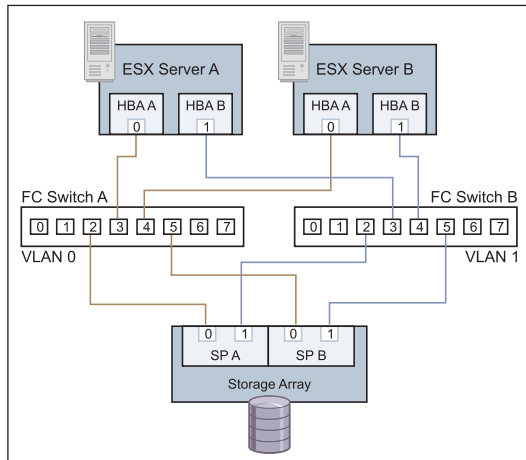 ESX Server A
ESX Server B
HBA A
HBA B
HBA A
HBA B
0
1
0
1
FC Switch A
FC Switch B
0 1 2 3 4 5 6 7
0 1 2 3 4 5 6 7
VLAN 0
VLAN 1
0 1 0 1
SP A
SP B
Storage Array